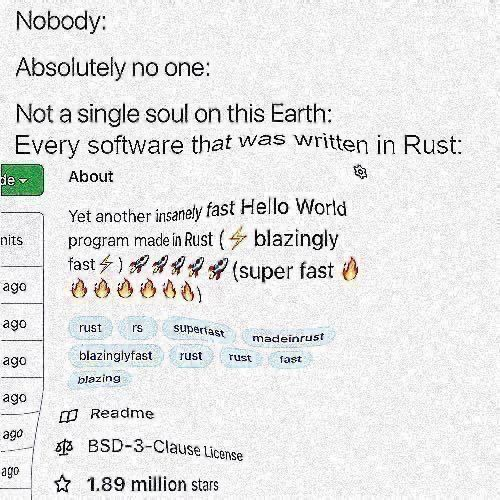 Nobody:
Absolutely no one:
Not a single soul on this Earth:
Every software that was written in Rust:
de
About
Yet another insanely fast Hello World
nits
program made in Rust (⚡ blazingly
fast⚡) 🚀🚀🚀🚀🚀(super fast 🔥
ago
🔥🔥🔥🔥🔥🔥)
ago
rust rs superfast madeinrust
ago
blazinglyfast rust rust fast
blazing
ago
Readme
ago
BSD-3-Clause License
ago
1.89 million stars